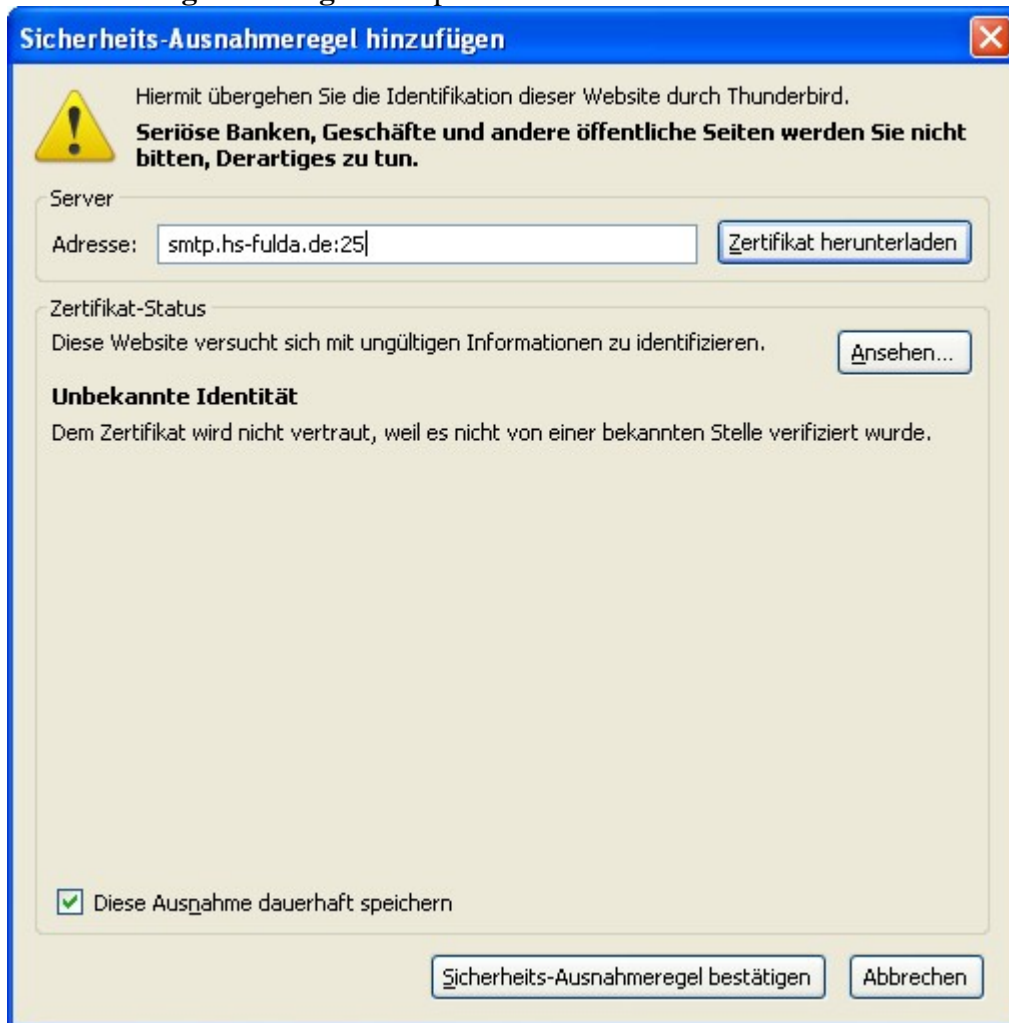 Sicherheits-Ausnahmeregel hinzufügen
Hiermit übergehen Sie die Identifikation dieser Website durch Thunderbird.
Seriöse Banken, Geschäfte und andere öffentliche Seiten werden Sie nicht
bitten, Derartiges zu tun.
Server
Adresse: smtp.hs-fulda.de:25 Zertifikat herunterladen
Zertifikat-Status
Diese Website versucht sich mit ungültigen Informationen zu identifizieren.
Ansehen...
Unbekannte Identität
Dem Zertifikat wird nicht vertraut, weil es nicht von einer bekannten Stelle verifiziert wurde.
Diese Ausnahme dauerhaft speichern
Sicherheits-Ausnahmeregel bestätigen Abbrechen